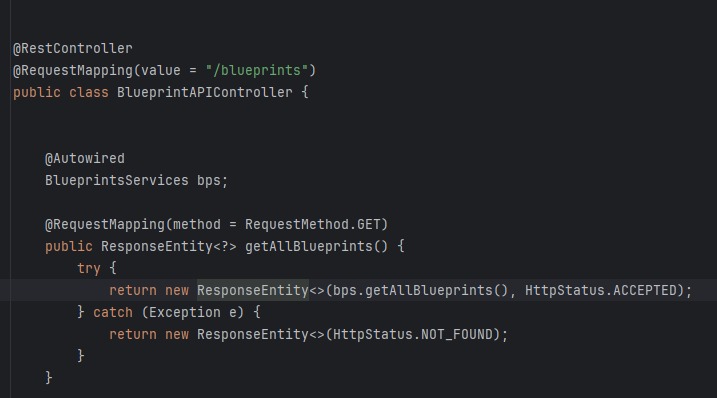 @RestController
@RequestMapping(value = "/blueprints")
public class BlueprintAPIController {
@Autowired
BlueprintsServices bps;
@RequestMapping(method = RequestMethod.GET)
public ResponseEntity<?> getAllBlueprints() {
try {
return new ResponseEntity<>(bps.getAllBlueprints(), HttpStatus.ACCEPTED);
} catch (Exception e) {
return new ResponseEntity<>(HttpStatus.NOT_FOUND);
}
}